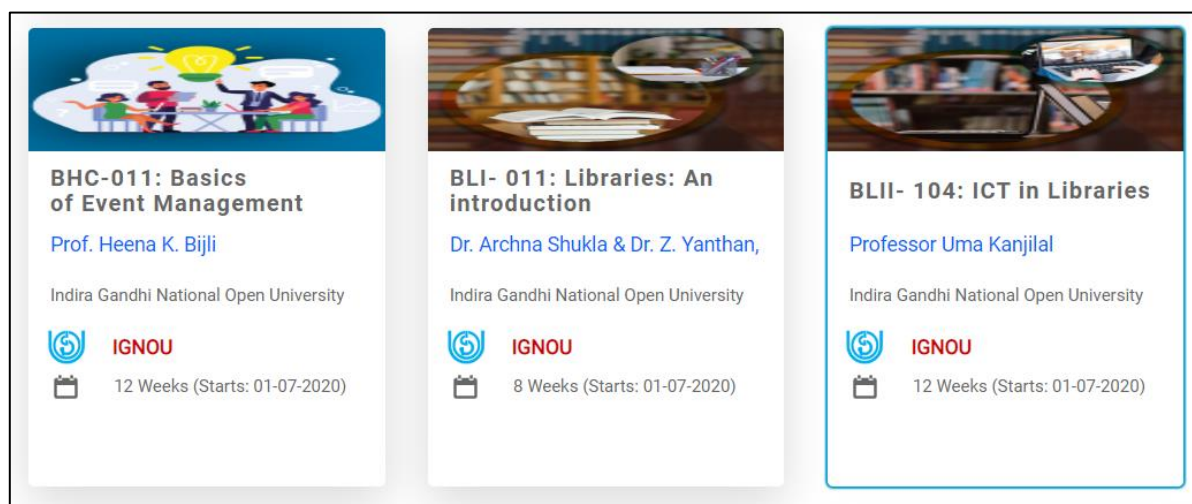 BHC-011: Basics
of Event Management
Prof. Heena K. Bijli
Indira Gandhi National Open University
IGNOU
12 Weeks (Starts: 01-07-2020)
BLI- 011: Libraries: An
introduction
Dr. Archna Shukla & Dr. Z. Yanthan,
Indira Gandhi National Open University
IGNOU
8 Weeks (Starts: 01-07-2020)
BLII- 104: ICT in Libraries
Professor Uma Kanjilal
Indira Gandhi National Open University
IGNOU
12 Weeks (Starts: 01-07-2020)